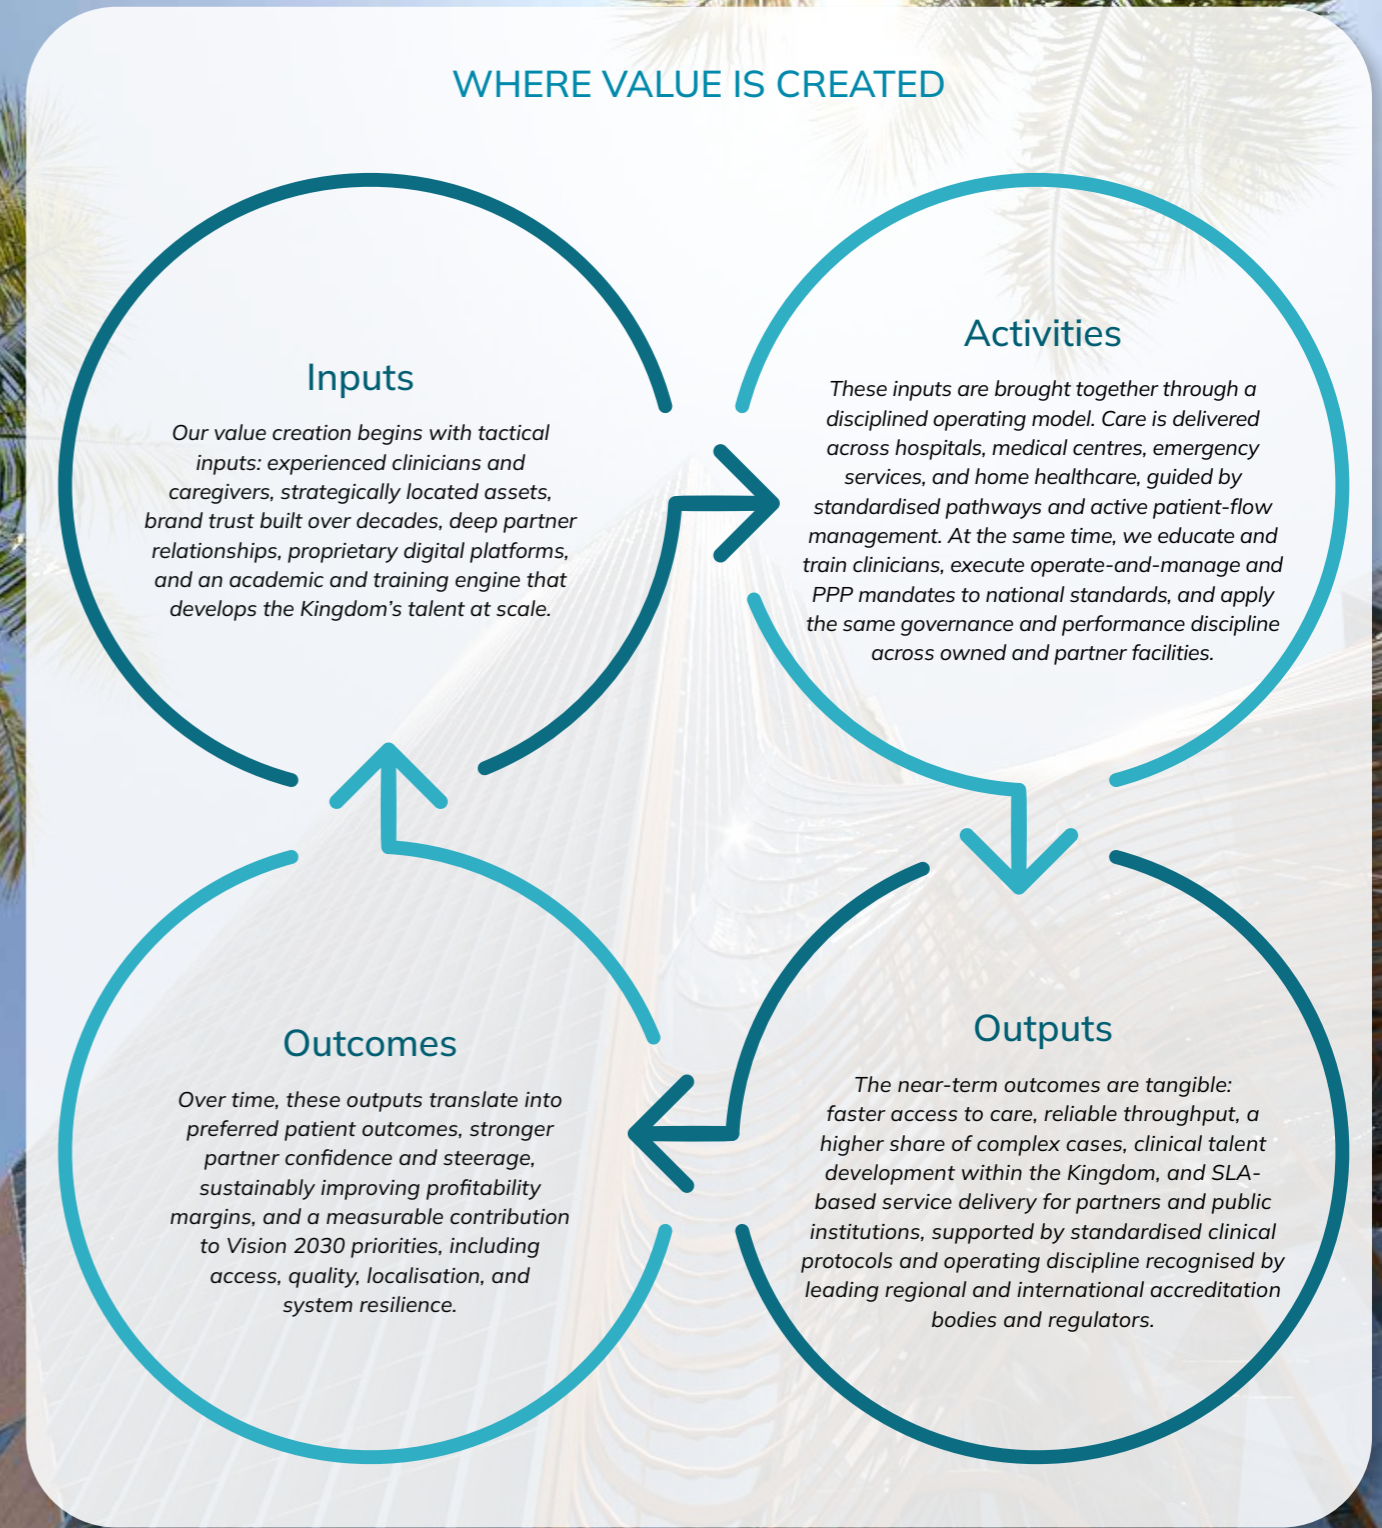 WHERE VALUE IS CREATED
Inputs
Our value creation begins with tactical
inputs: experienced clinicians and
caregivers, strategically located assets,
brand trust built over decades, deep partner
relationships, proprietary digital platforms,
and an academic and training engine that
develops the Kingdom’s talent at scale.
Activities
These inputs are brought together through a
disciplined operating model. Care is delivered
across hospitals, medical centres, emergency
services, and home healthcare, guided by
standardised pathways and active patient-flow
management. At the same time, we educate and
train clinicians, execute operate-and-manage and
PPP mandates to national standards, and apply
the same governance and performance discipline
across owned and partner facilities.
Outputs
The near-term outcomes are tangible:
faster access to care, reliable throughput, a
higher share of complex cases, clinical talent
development within the Kingdom, and SLA-
based service delivery for partners and public
institutions, supported by standardised clinical
protocols and operating discipline recognised by
leading regional and international accreditation
bodies and regulators.
Outcomes
Over time, these outputs translate into
preferred patient outcomes, stronger
partner confidence and steerage,
sustainably improving profitability
margins, and a measurable contribution
to Vision 2030 priorities, including
access, quality, localisation, and
system resilience.